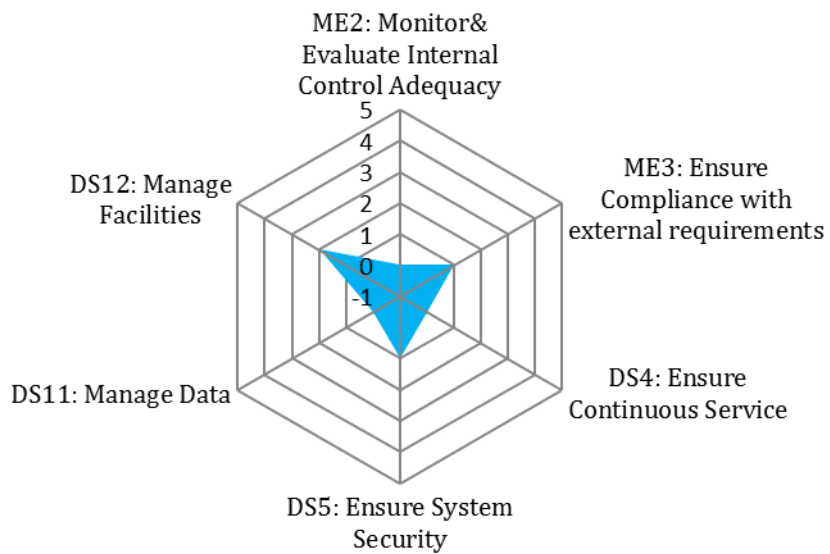 ME2: Monitor&
Evaluate Internal
Control Adequacy
5
4
3
2
1
0
-1
ME3: Ensure
Compliance with
external requirements
DS4: Ensure
Continuous Service
DS5: Ensure System
Security
DS11: Manage Data
DS12: Manage
Facilities